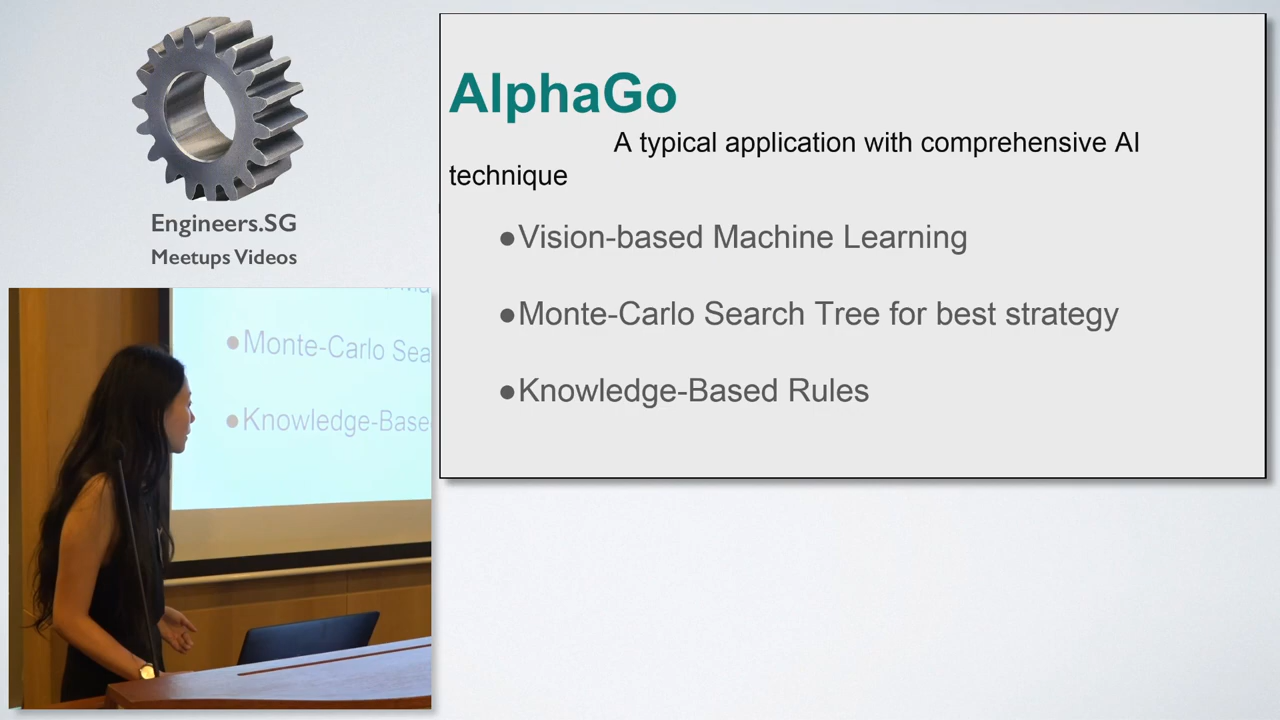 Engineers.SG
Meetups Videos
AlphaGo
A typical application with comprehensive AI
technique
●Vision-based Machine Learning
●Monte-Carlo Search Tree for best strategy
●Knowledge-Based Rules
●Monte-Carlo Sea
●Knowledge-Base